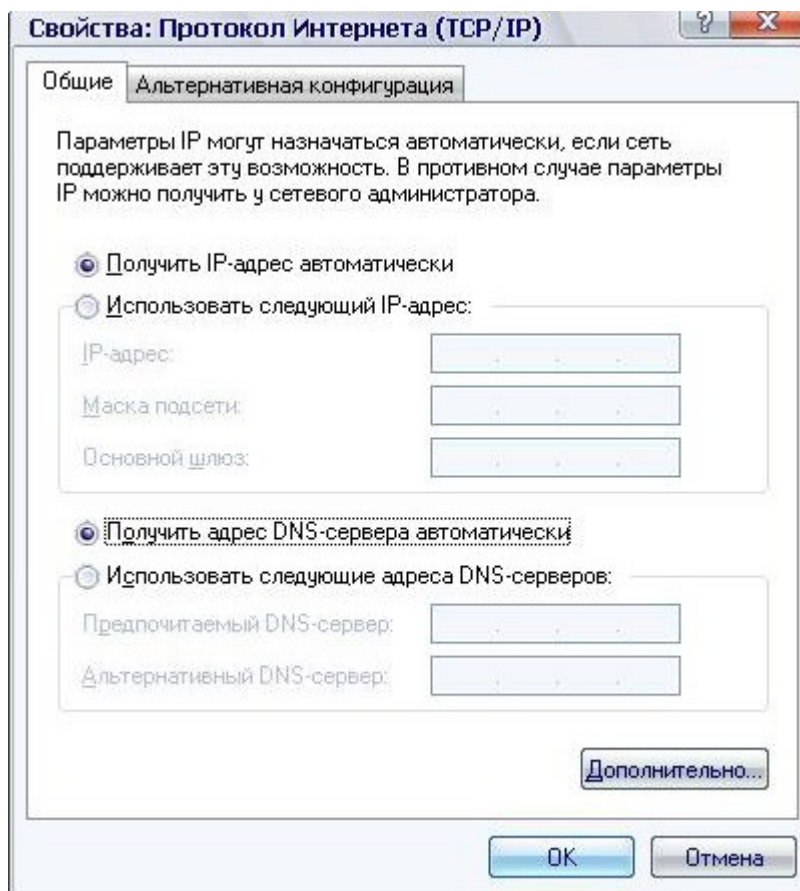 Свойства: Протокол Интернета (TCP/IP)
Общие
Альтернативная конфигурация
Параметры IP могут назначаться автоматически, если сеть
поддерживает эту возможность. В противном случае параметры
IP можно получить у сетевого администратора.
Получить IP-адрес автоматически
Использовать следующий IP-адрес:
IP-адрес:
Маска подсети:
Основной шлюз:
Получить адрес DNS-сервера автоматически
Использовать следующие адреса DNS-серверов:
Предпочитаемый DNS-сервер:
Альтернативный DNS-сервер:
Дополнительно...
OK
Отмена